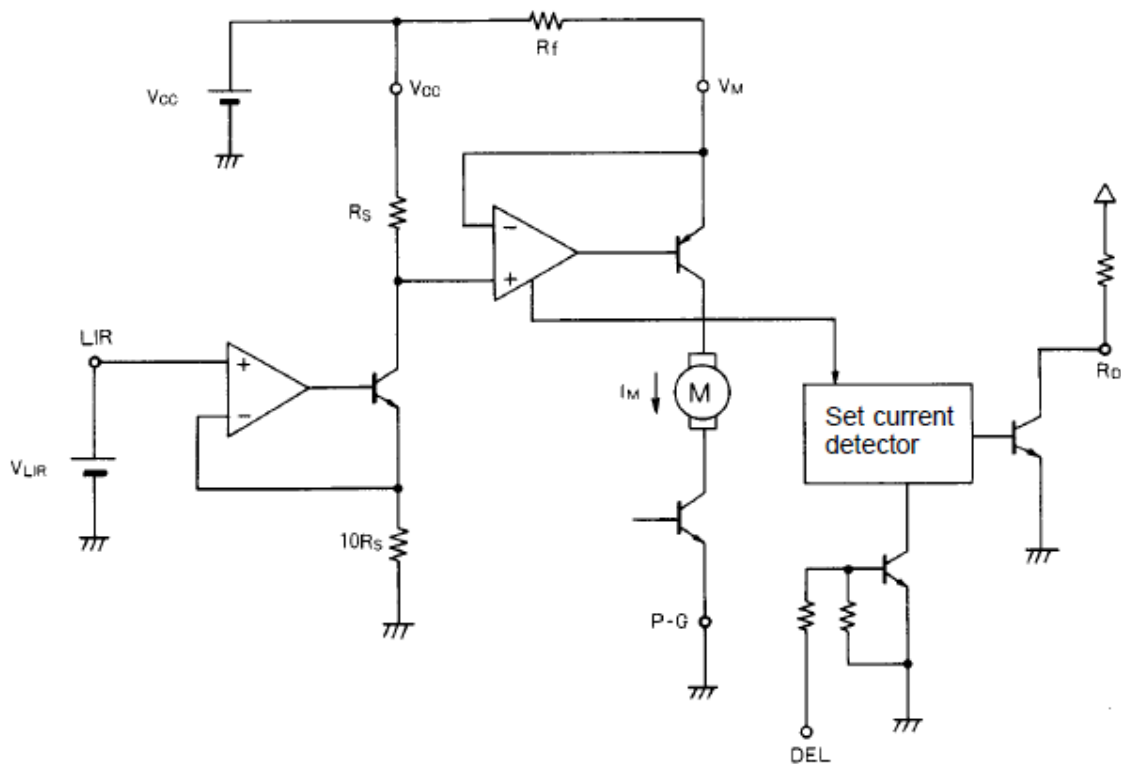 Rf
VCC
VCC
VM
RS
−
+
LIR
+
−
IM
M
RD
Set current
detector
VLIR
10RS
P-G
DEL